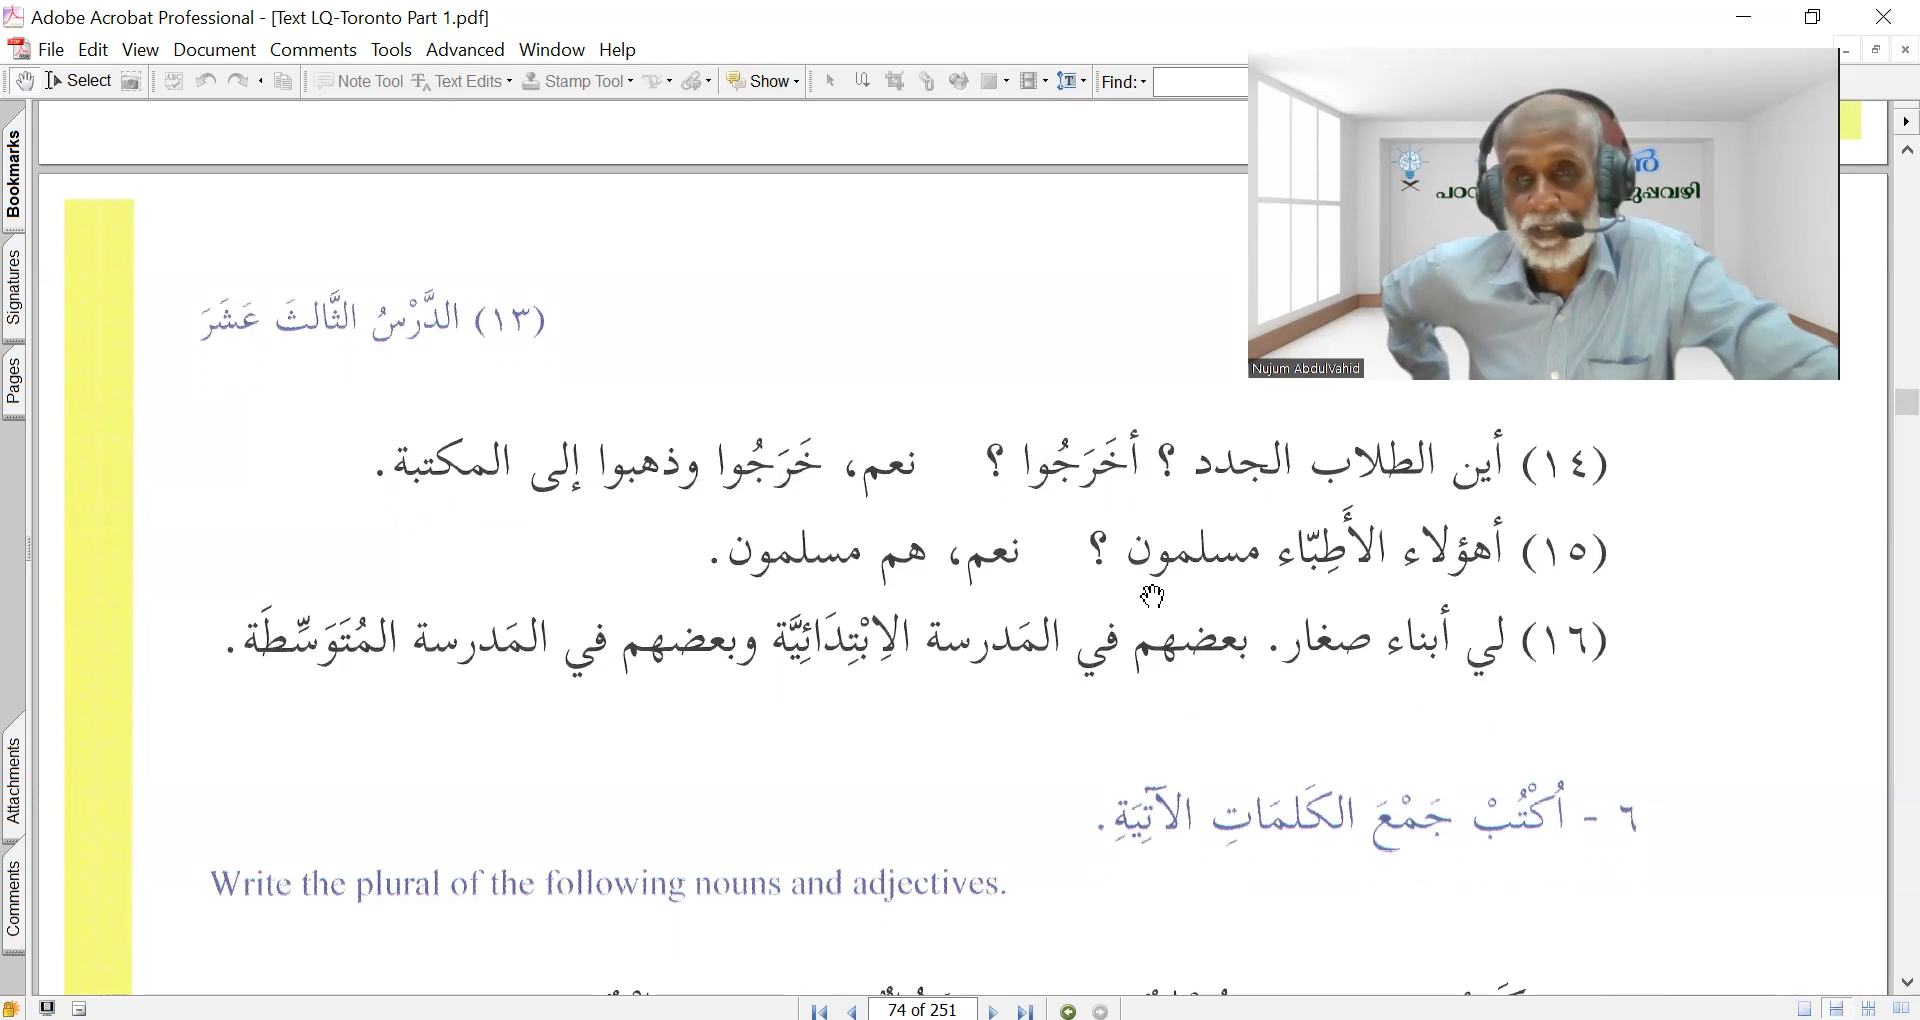 Adobe Acrobat Professional - [Text LQ-Toronto Part 1.pdf]
File Edit View Document Comments Tools Advanced Window Help
Select Note Tool Text Edits Stamp Tool Show Find:
Bookmarks
Signatures
Pages
Attachments
Comments
Nujum AbdulVahid
(١٣) الدَّرْسُ الثَّالثَ عَشَرَ
(١٤) أين الطلاب الجدد ؟ أخَرَجُوا ؟ نعم، خَرَجُوا وذهبوا إلى المكتبة.
(١٥) أهؤلاء الأَطِبّاء مسلمون ؟ نعم، هم مسلمون.
(١٦) لي أبناء صغار. بعضهم في المَدرسة الاِبْتِدَائِيَّة وبعضهم في المَدرسة المُتَوَسِّطَة.
٦ - اُكْتُبْ جَمْعَ الكَلمَاتِ الآتِيَةِ.
Write the plural of the following nouns and adjectives.
74 of 251